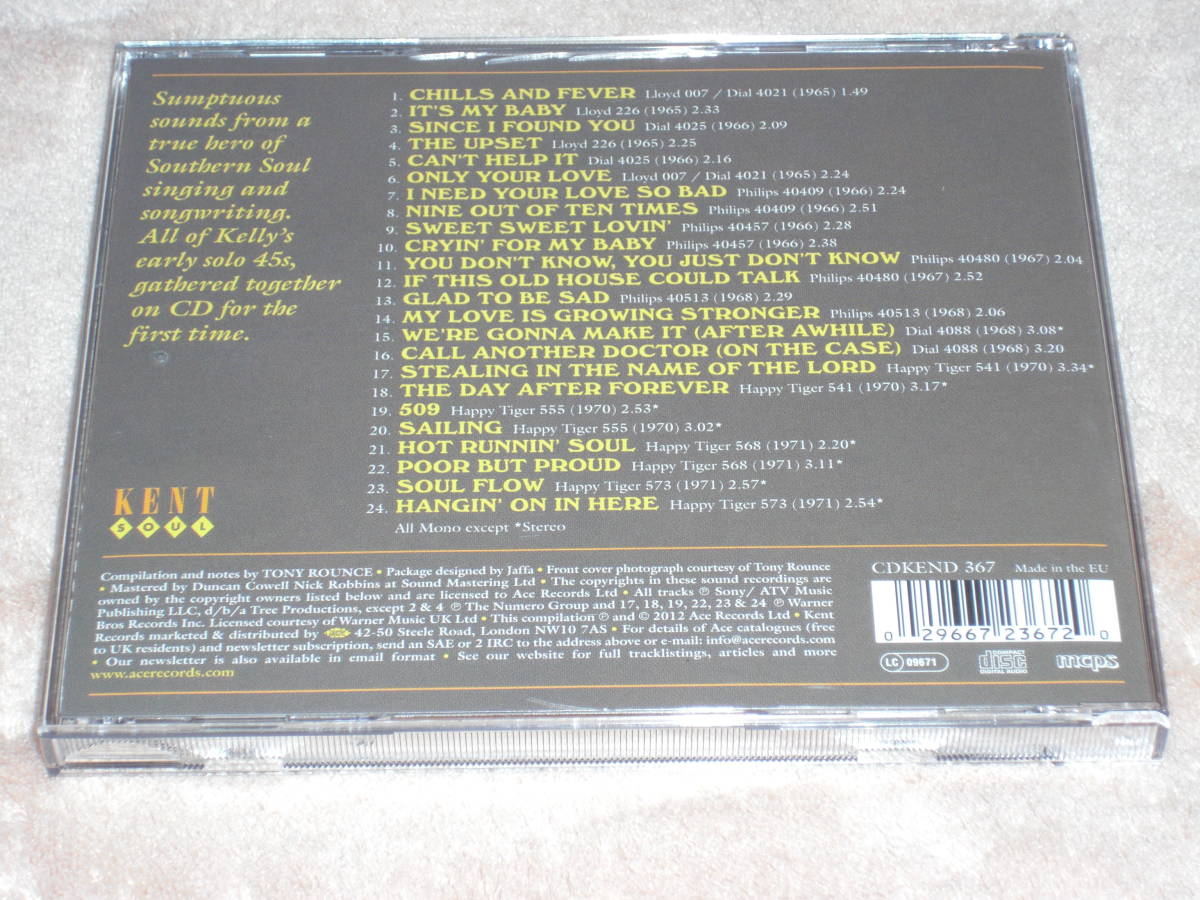 Sumptuous
sounds from a
true hero of
Southern Soul
singing and
songwriting.
All of Kelly's
early solo 45s,
gathered together
on CD for the
first time.
1. CHILLS AND FEVER Lloyd 007 / Dial 4021 (1965) 1.49
2. IT'S MY BABY Lloyd 226 (1965) 2.33
3. SINCE I FOUND YOU Dial 4025 (1966) 2.09
4. THE UPSET Lloyd 226 (1965) 2.25
5. CAN'T HELP IT Dial 4025 (1966) 2.16
6. ONLY YOUR LOVE Lloyd 007 / Dial 4021 (1965) 2.24
7. I NEED YOUR LOVE SO BAD Philips 40409 (1966) 2.24
8. NINE OUT OF TEN TIMES Philips 40409 (1966) 2.51
9. SWEET SWEET LOVIN' Philips 40457 (1966) 2.28
10. CRYIN' FOR MY BABY Philips 40457 (1966) 2.38
11. YOU DON'T KNOW, YOU JUST DON'T KNOW Philips 40480 (1967) 2.04
12. IF THIS OLD HOUSE COULD TALK Philips 40480 (1967) 2.52
13. GLAD TO BE SAD Philips 40513 (1968) 2.29
14. MY LOVE IS GROWING STRONGER Philips 40513 (1968) 2.06
15. WE'RE GONNA MAKE IT (AFTER AWHILE) Dial 4088 (1968) 3.08*
16. CALL ANOTHER DOCTOR (ON THE CASE) Dial 4088 (1968) 3.20
17. STEALING IN THE NAME OF THE LORD Happy Tiger 541 (1970) 3.34*
18. THE DAY AFTER FOREVER Happy Tiger 541 (1970) 3.17*
19. 509 Happy Tiger 555 (1970) 2.53*
20. SAILING Happy Tiger 555 (1970) 3.02*
21. HOT RUNNIN' SOUL Happy Tiger 568 (1971) 2.20*
22. POOR BUT PROUD Happy Tiger 568 (1971) 3.11*
23. SOUL FLOW Happy Tiger 573 (1971) 2.57*
24. HANGIN' ON IN HERE Happy Tiger 573 (1971) 2.54*
All Mono except *Stereo
KENT
SOUL
Compilation and notes by TONY ROUNCE • Package designed by Jaffa • Front cover photograph courtesy of Tony Rounce
• Mastered by Duncan Cowell Nick Robbins at Sound Mastering Ltd • The copyrights in these sound recordings are
owned by the copyright owners listed below and are licensed to Ace Records Ltd • All tracks ℗ Sony/ ATV Music
Publishing LLC, d/b/a Tree Productions, except 2 & 4 ℗ The Numero Group and 17, 18, 19, 22, 23 & 24 ℗ Warner
Bros Records Inc. Licensed courtesy of Warner Music UK Ltd • This compilation ℗ and © 2012 Ace Records Ltd • Kent
Records marketed & distributed by ACE 42-50 Steele Road, London NW10 7AS • For details of Ace catalogues (free
to UK residents) and newsletter subscription, send an SAE or 2 IRC to the address above or e-mail: info@acerecords.com
• Our newsletter is also available in email format • See our website for full tracklistings, articles and more
www.acerecords.com
CDKEND 367 Made in the EU
0 29667 23672 0
LC 09671
COMPACT
disc
DIGITAL AUDIO
mcps